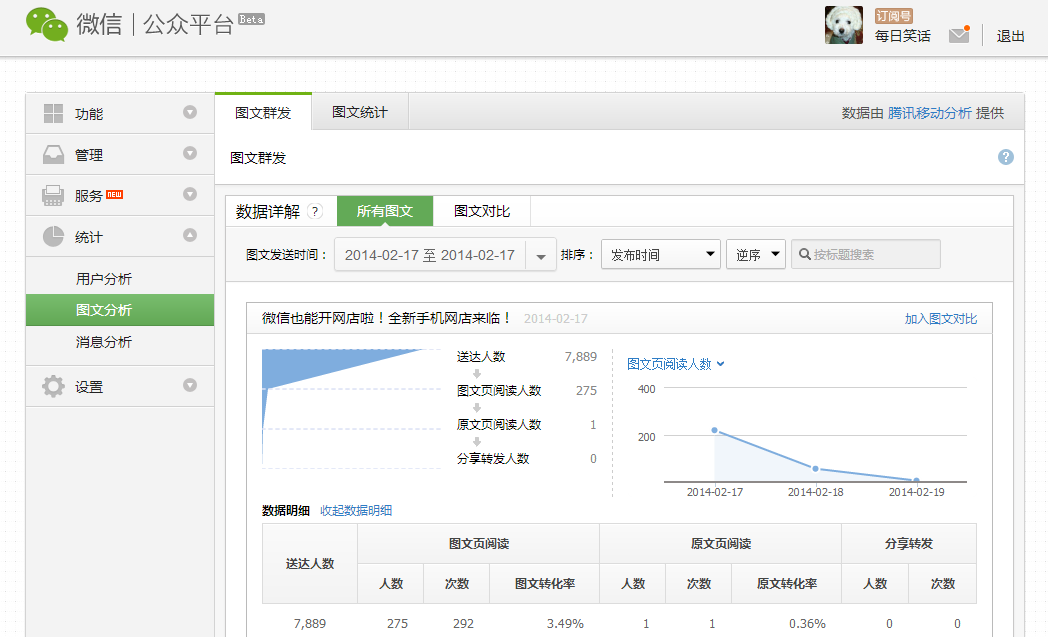 微信 | 公众平台 Beta
订阅号
每日笑话
退出
功能
管理
服务 NEW
统计
用户分析
图文分析
消息分析
设置
图文群发 图文统计
数据由 腾讯移动分析 提供
图文群发 ?
数据详解 ? 所有图文 图文对比
图文发送时间： 2014-02-17 至 2014-02-17 排序： 发布时间 逆序 按标题搜索
微信也能开网店啦！全新手机网店来临！ 2014-02-17 加入图文对比
送达人数 7,889
图文页阅读人数 275
原文页阅读人数 1
分享转发人数 0
图文页阅读人数
400
200
2014-02-17 2014-02-18 2014-02-19
数据明细 收起数据明细
送达人数 图文页阅读 原文页阅读 分享转发
人数 次数 图文转化率 人数 次数 原文转化率 人数 次数
7,889 275 292 3.49% 1 1 0.36% 0 0